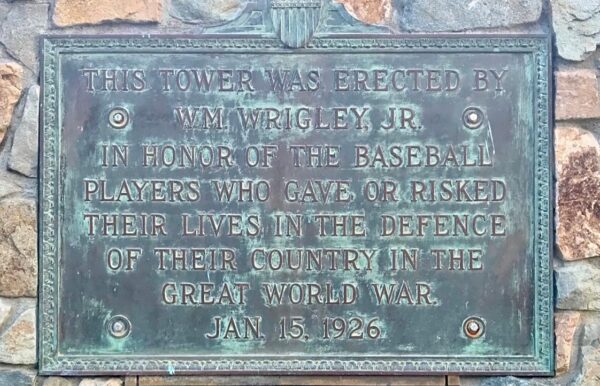 THIS TOWER WAS ERECTED BY
WM. WRIGLEY, JR.
IN HONOR OF THE BASEBALL
PLAYERS WHO GAVE, OR RISKED
THEIR LIVES, IN THE DEFENCE
OF THEIR COUNTRY IN THE
GREAT WORLD WAR.
JAN. 15, 1926